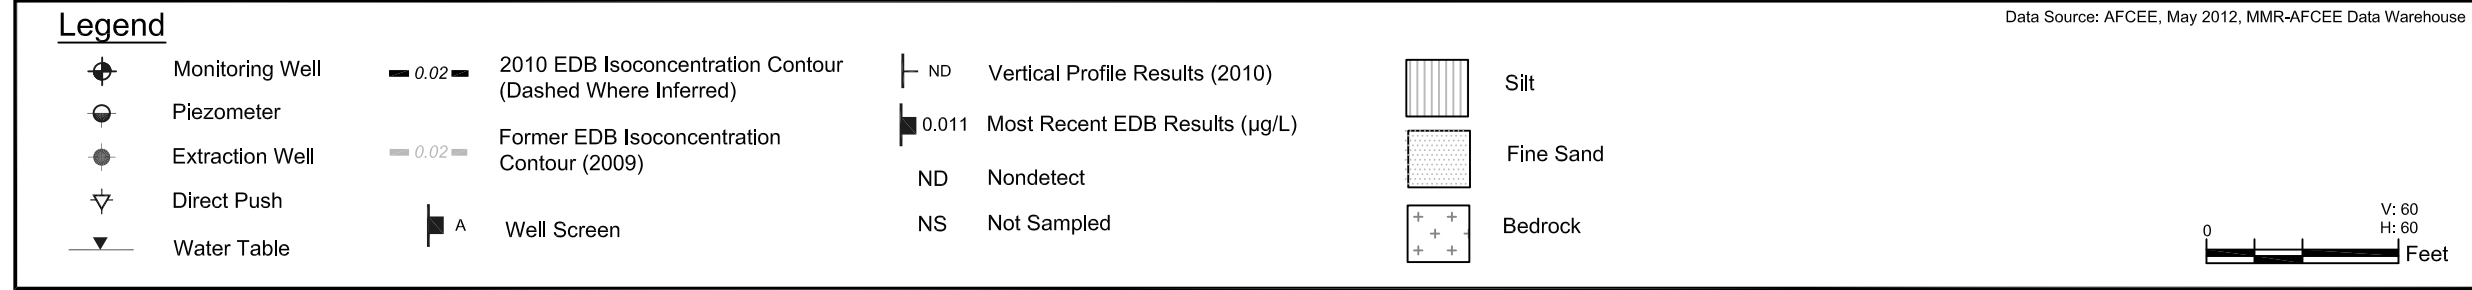 Legend
Data Source: AFCEE, May 2012, MMR-AFCEE Data Warehouse
Monitoring Well
Piezometer
Extraction Well
Direct Push
Water Table
0.02
2010 EDB Isoconcentration Contour
(Dashed Where Inferred)
0.02
Former EDB Isoconcentration
Contour (2009)
A
Well Screen
ND
Vertical Profile Results (2010)
0.011
Most Recent EDB Results (µg/L)
ND
Nondetect
NS
Not Sampled
Silt
Fine Sand
Bedrock
V: 60
0
H: 60
Feet